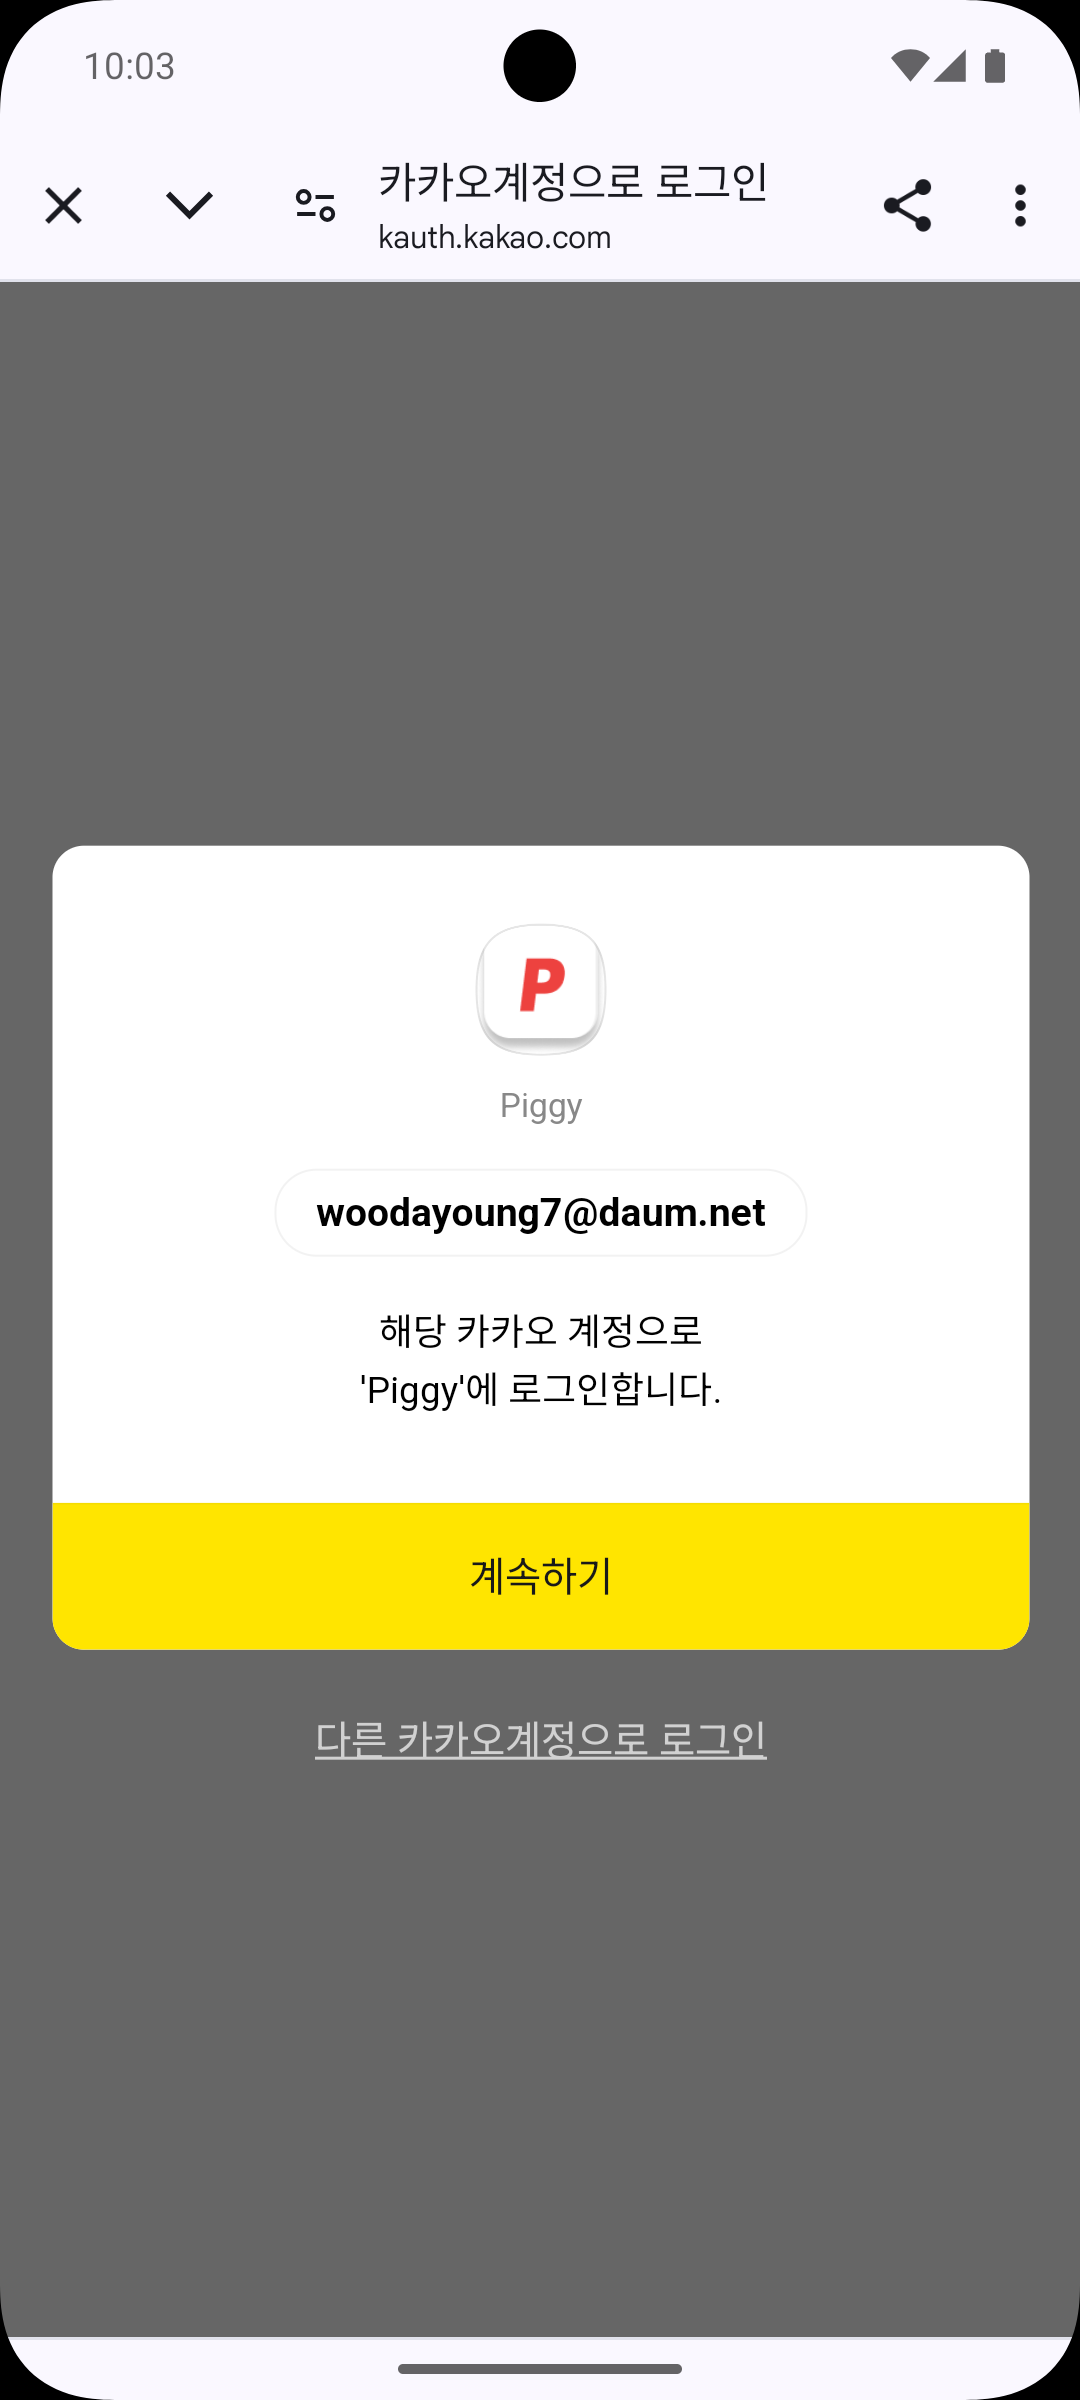 10:03
카카오계정으로 로그인
kauth.kakao.com
P
Piggy
woodayoung7@daum.net
해당 카카오 계정으로
'Piggy'에 로그인합니다.
계속하기
다른 카카오계정으로 로그인